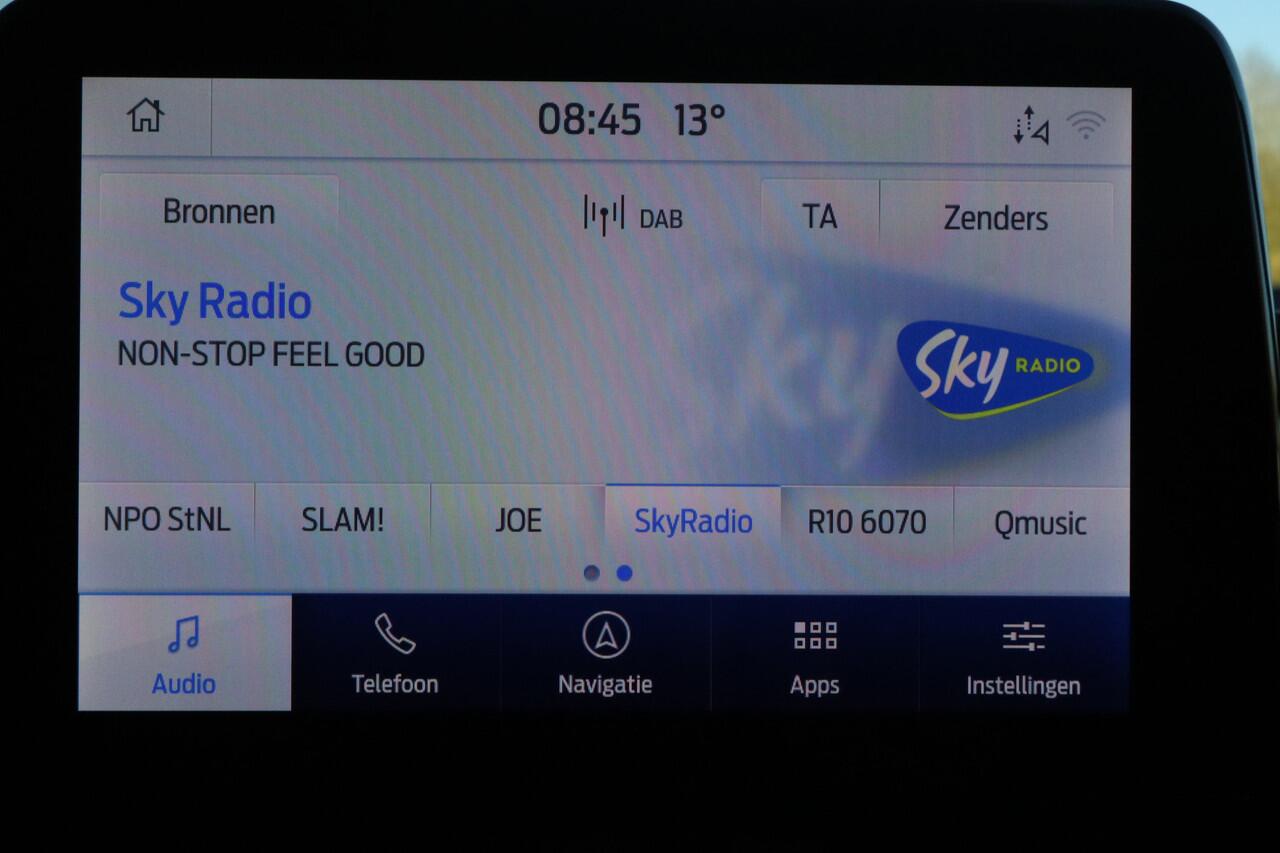 08:45 13°
Bronnen
DAB
TA
Zenders
Sky Radio
NON-STOP FEEL GOOD
Sky
Sky RADIO
NPO StNL
SLAM!
JOE
SkyRadio
R10 6070
Qmusic
Audio
Telefoon
Navigatie
Apps
Instellingen